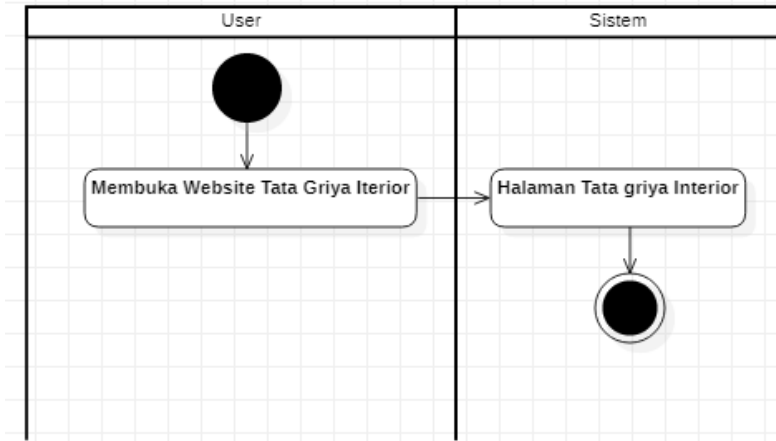 User
Sistem
Membuka Website Tata Griya Iterior
Halaman Tata griya Interior